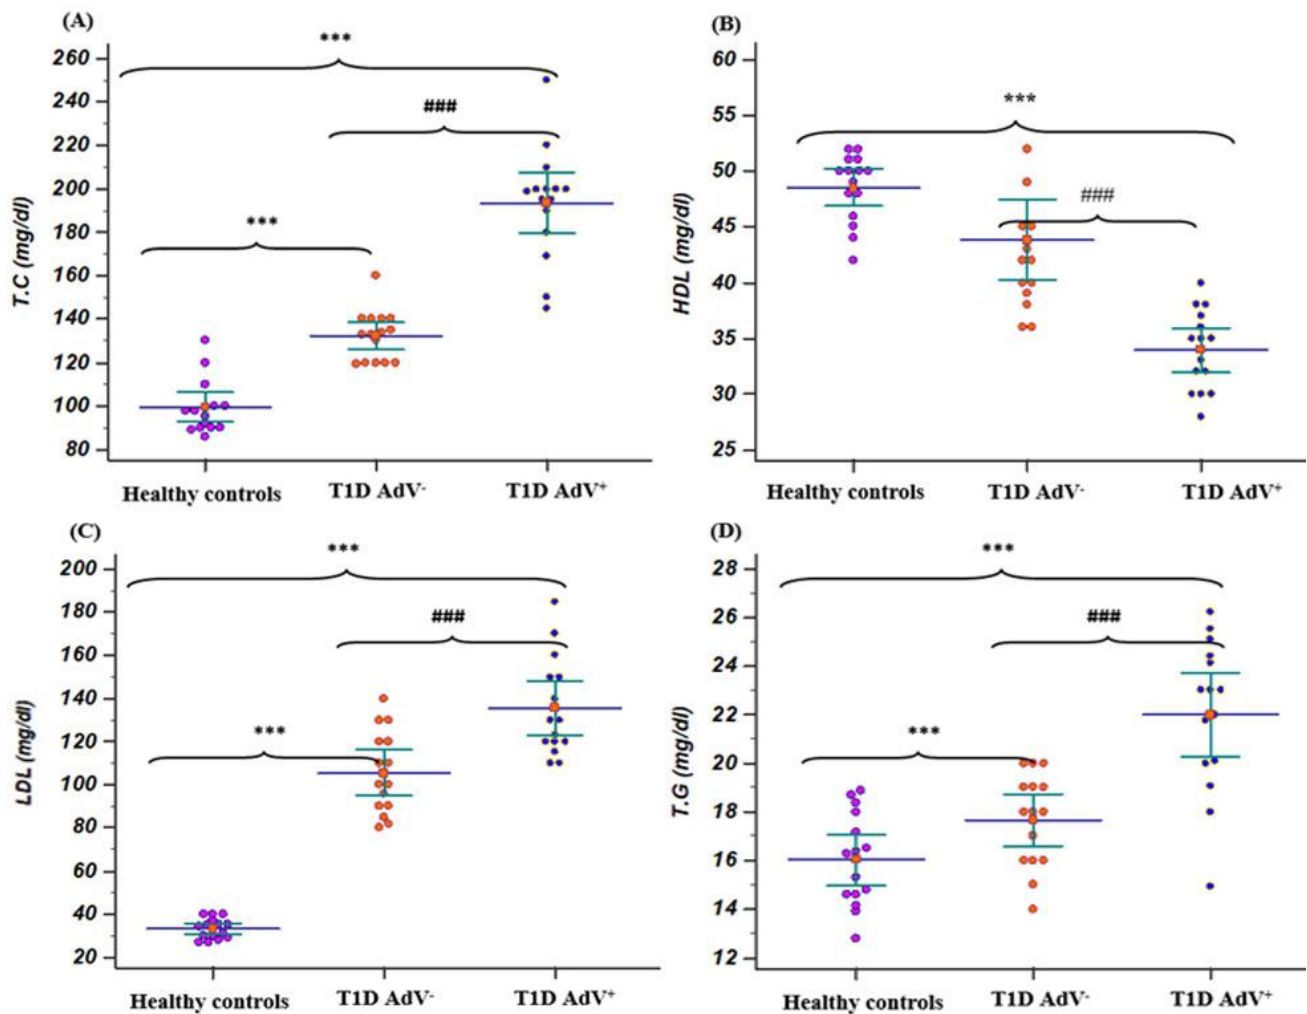 (A)
***
###
***
T.C (mg/dl)
260
240
220
200
180
160
140
120
100
80
Healthy controls
T1D AdV⁻
T1D AdV⁺
(B)
***
###
HDL (mg/dl)
60
55
50
45
40
35
30
25
Healthy controls
T1D AdV⁻
T1D AdV⁺
(C)
***
###
***
LDL (mg/dl)
200
180
160
140
120
100
80
60
40
20
Healthy controls
T1D AdV⁻
T1D AdV⁺
(D)
***
###
***
T.G (mg/dl)
28
26
24
22
20
18
16
14
12
Healthy controls
T1D AdV⁻
T1D AdV⁺